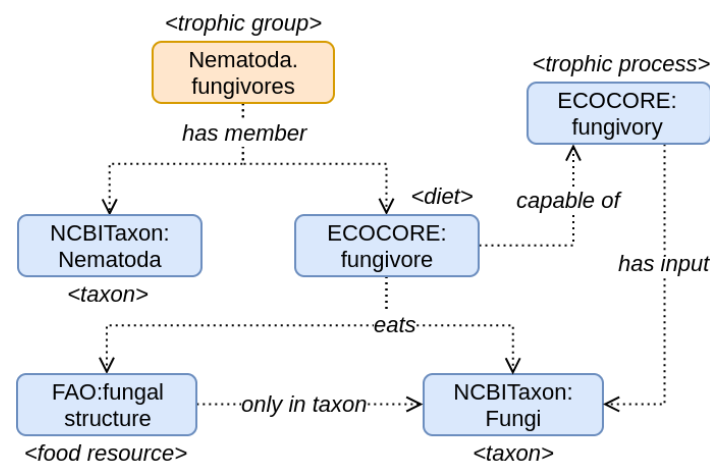 <trophic group>
Nematoda.
fungivores
<trophic process>
ECOCORE:
fungivory
has member
<diet>
capable of
NCBITaxon:
Nematoda
<taxon>
ECOCORE:
fungivore
has input
eats
FAO:fungal
structure
<food resource>
only in taxon
NCBITaxon:
Fungi
<taxon>